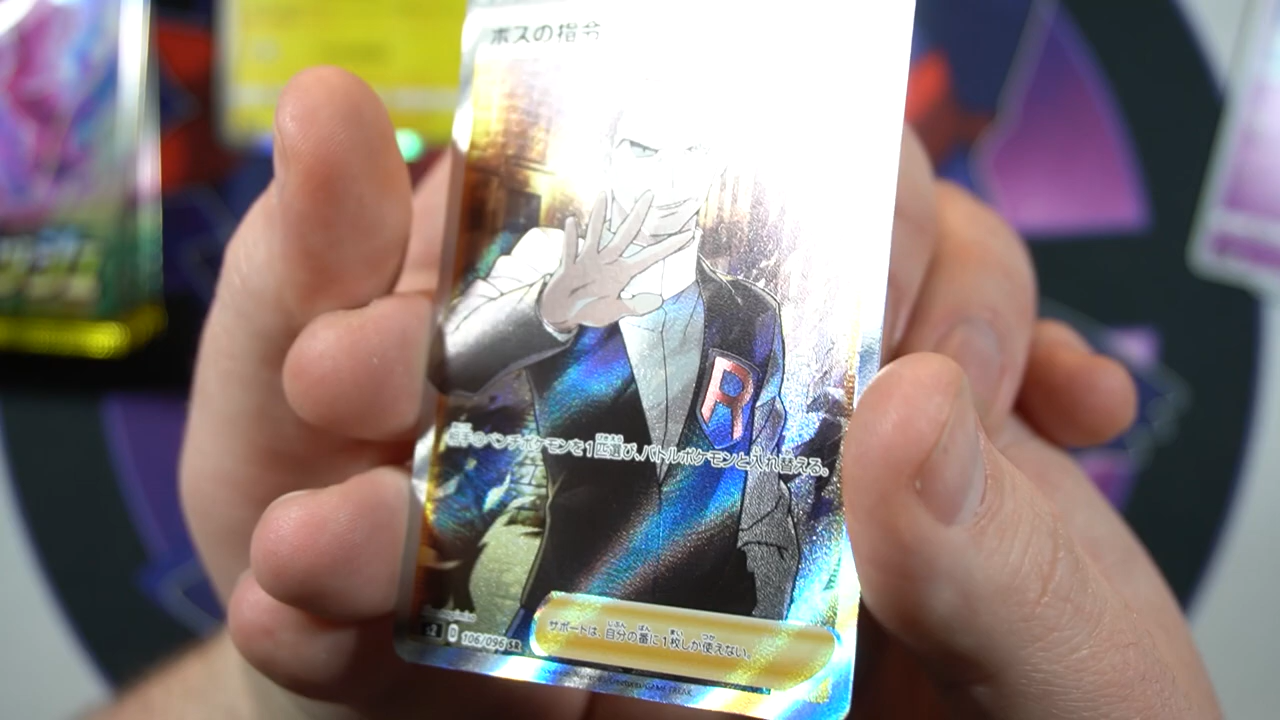 ボスの指令
R
相手のベンチポケモンを1匹選び、バトルポケモンと入れ替える。
サポートは、自分の番に1枚しか使えない。
s2 D 106/096 SR